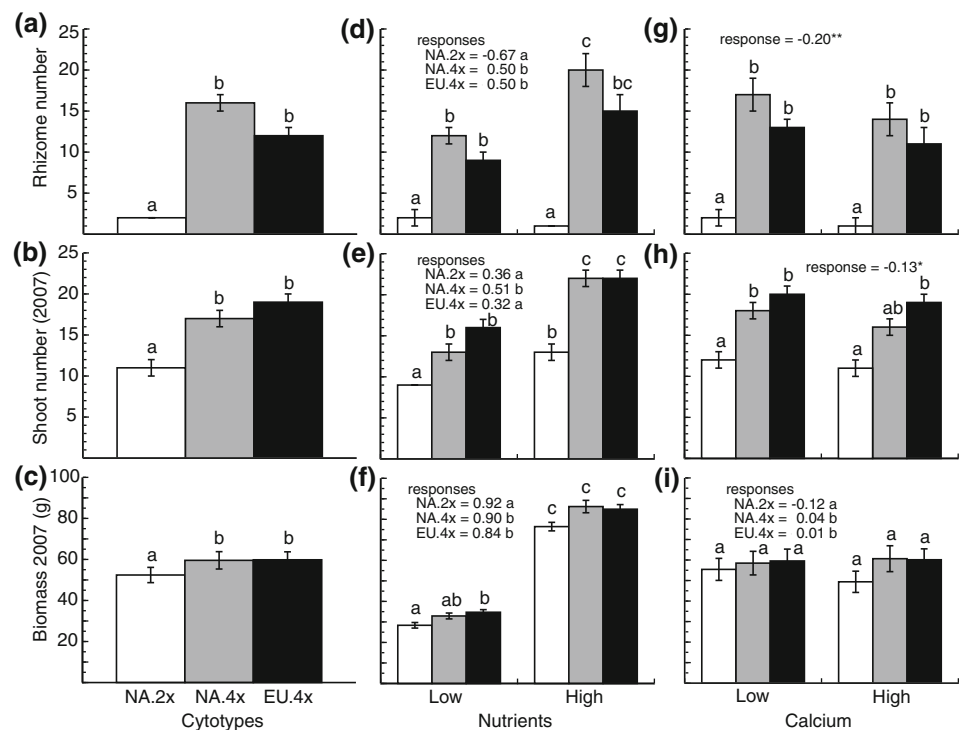 (a)
Rhizome number
25
20
15
10
5
a
b
b
(d)
responses
NA.2x = -0.67 a
NA.4x = 0.50 b
EU.4x = 0.50 b
a
b
b
a
c
bc
(g)
response = -0.20**
a
b
b
a
b
b
(b)
Shoot number (2007)
25
20
15
10
5
a
b
b
(e)
responses
NA.2x = 0.36 a
NA.4x = 0.51 b
EU.4x = 0.32 a
a
b
b
b
c
c
(h)
response = -0.13*
a
b
b
a
ab
b
(c)
Biomass 2007 (g)
100
80
60
40
20
a
b
b
NA.2x NA.4x EU.4x
Cytotypes
(f)
responses
NA.2x = 0.92 a
NA.4x = 0.90 b
EU.4x = 0.84 b
a
ab
b
c
c
c
Low High
Nutrients
(i)
responses
NA.2x = -0.12 a
NA.4x = 0.04 b
EU.4x = 0.01 b
a
a
a
a
a
a
Low High
Calcium